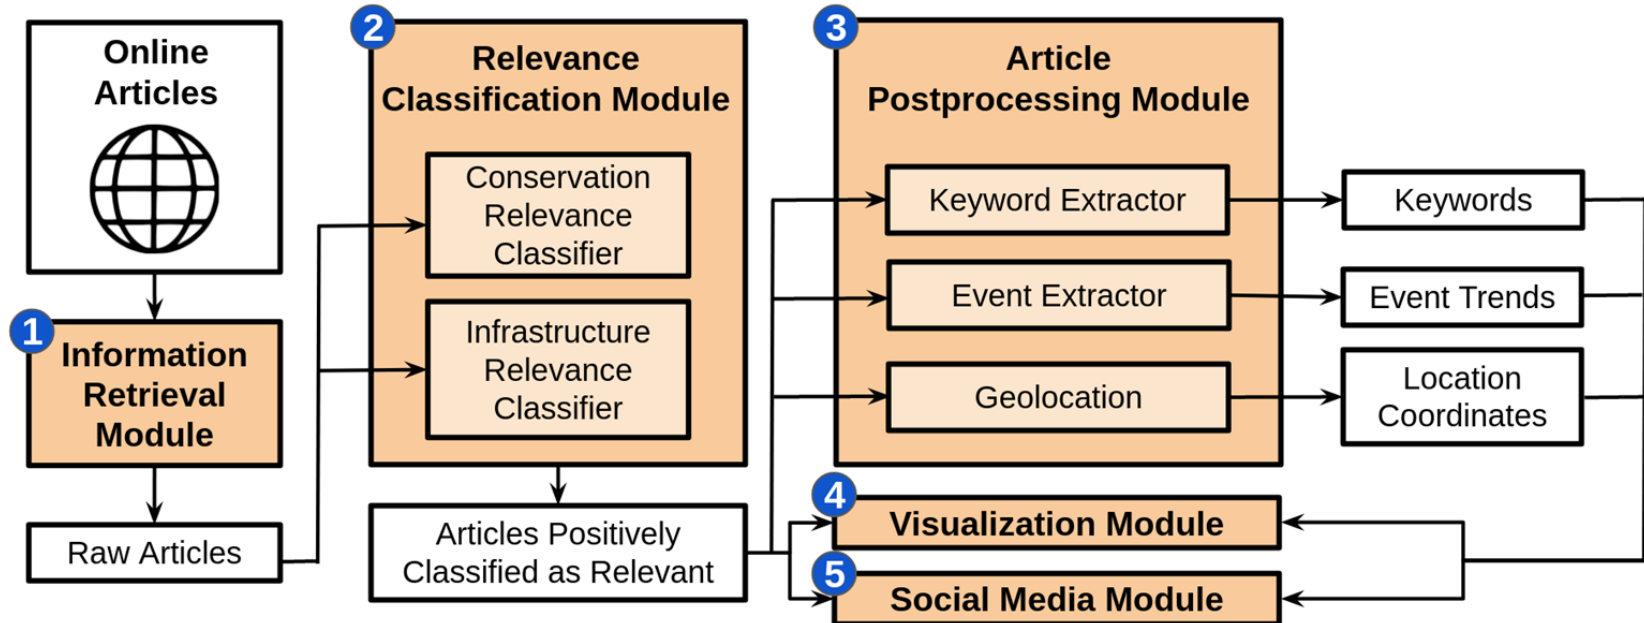 Online
Articles
1
Information
Retrieval
Module
Raw Articles
2
Relevance
Classification Module
Conservation
Relevance
Classifier
Infrastructure
Relevance
Classifier
Articles Positively
Classified as Relevant
3
Article
Postprocessing Module
Keyword Extractor
Event Extractor
Geolocation
Keywords
Event Trends
Location
Coordinates
4
Visualization Module
5
Social Media Module